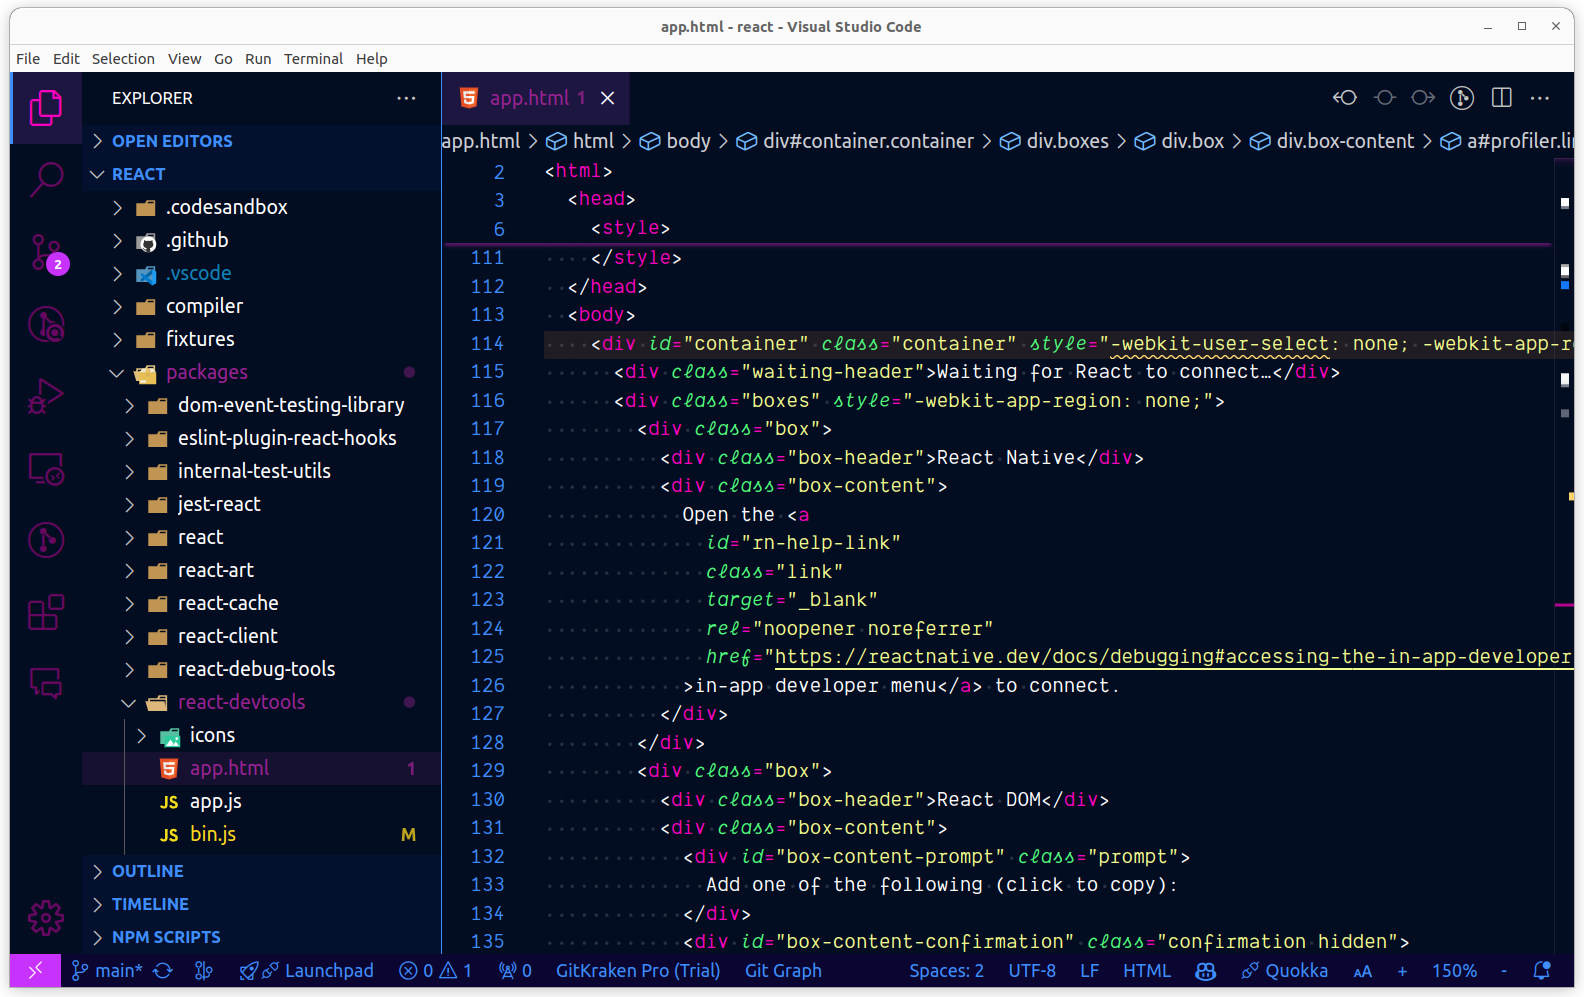 app.html - react - Visual Studio Code
File Edit Selection View Go Run Terminal Help
EXPLORER
OPEN EDITORS
REACT
.codesandbox
.github
.vscode
compiler
fixtures
packages
dom-event-testing-library
eslint-plugin-react-hooks
internal-test-utils
jest-react
react
react-art
react-cache
react-client
react-debug-tools
react-devtools
icons
app.html 1
JS app.js
JS bin.js M
OUTLINE
TIMELINE
NPM SCRIPTS
2
app.html 1
app.html > html > body > div#container.container > div.boxes > div.box > div.box-content > a#profiler.lin
2 <html>
3 <head>
6 <style>
111 </style>
112 </head>
113 <body>
114 <div id="container" class="container" style="-webkit-user-select: none; -webkit-app-re
115 <div class="waiting-header">Waiting for React to connect…</div>
116 <div class="boxes" style="-webkit-app-region: none;">
117 <div class="box">
118 <div class="box-header">React Native</div>
119 <div class="box-content">
120 Open the <a
121 id="rn-help-link"
122 class="link"
123 target="_blank"
124 rel="noopener noreferrer"
125 href="https://reactnative.dev/docs/debugging#accessing-the-in-app-developer
126 >in-app developer menu</a> to connect.
127 </div>
128 </div>
129 <div class="box">
130 <div class="box-header">React DOM</div>
131 <div class="box-content">
132 <div id="box-content-prompt" class="prompt">
133 Add one of the following (click to copy):
134 </div>
135 <div id="box-content-confirmation" class="confirmation hidden">
main* Launchpad 0 1 0 GitKraken Pro (Trial) Git Graph Spaces: 2 UTF-8 LF HTML Quokka AA + 150% -